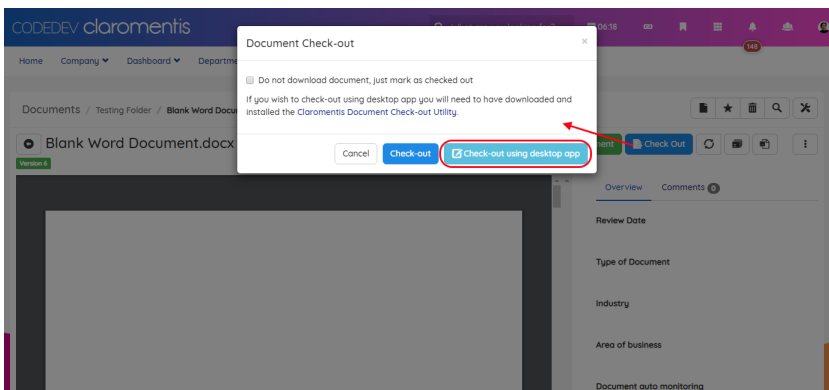 CODEDEV claromentis
06:18
148
Home Company Dashboard Departme
Document Check-out
×
Do not download document, just mark as checked out
If you wish to check-out using desktop app you will need to have downloaded and
installed the Claromentis Document Check-out Utility.
Cancel Check-out Check-out using desktop app
Documents / Testing Folder / Blank Word Docu
Blank Word Document.docx
ment Check Out
Version 6
Overview Comments 0
Review Date
Type of Document
Industry
Area of business
Document auto monitoring